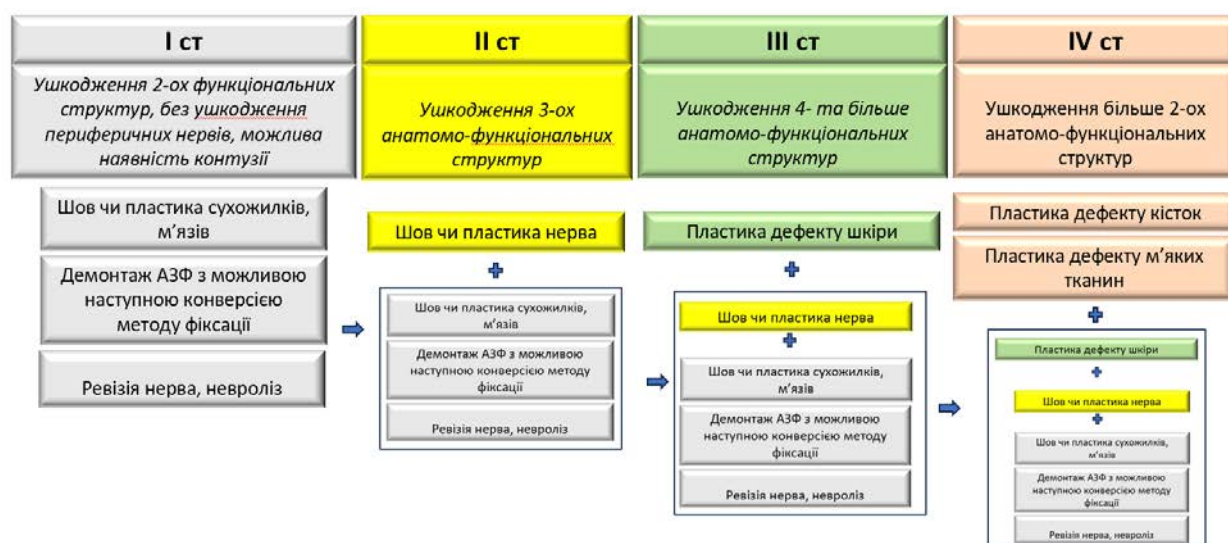 I ст
Ушкодження 2-ох функціональних
структур, без ушкодження
периферичних нервів, можлива
наявність контузії
Шов чи пластика сухожилків,
м’язів
Демонтаж АЗФ з можливою
наступною конверсією
методу фіксації
Ревізія нерва, невроліз
II ст
Ушкодження 3-ох
анатомо-функціональних
структур
Шов чи пластика нерва
Шов чи пластика сухожилків,
м’язів
Демонтаж АЗФ з можливою
наступною конверсією методу
фіксації
Ревізія нерва, невроліз
III ст
Ушкодження 4- та більше
анатомо-функціональних
структур
Пластика дефекту шкіри
Шов чи пластика нерва
Шов чи пластика сухожилків,
м’язів
Демонтаж АЗФ з можливою
наступною конверсією методу
фіксації
Ревізія нерва, невроліз
IV ст
Ушкодження більше 2-ох
анатомо-функціональних
структур
Пластика дефекту кісток
Пластика дефекту м’яких
тканин
Пластика дефекту шкіри
Шов чи пластика нерва
Шов чи пластика сухожилків,
м’язів
Демонтаж АЗФ з можливою
наступною конверсією методу
фіксації
Ревізія нерва, невроліз